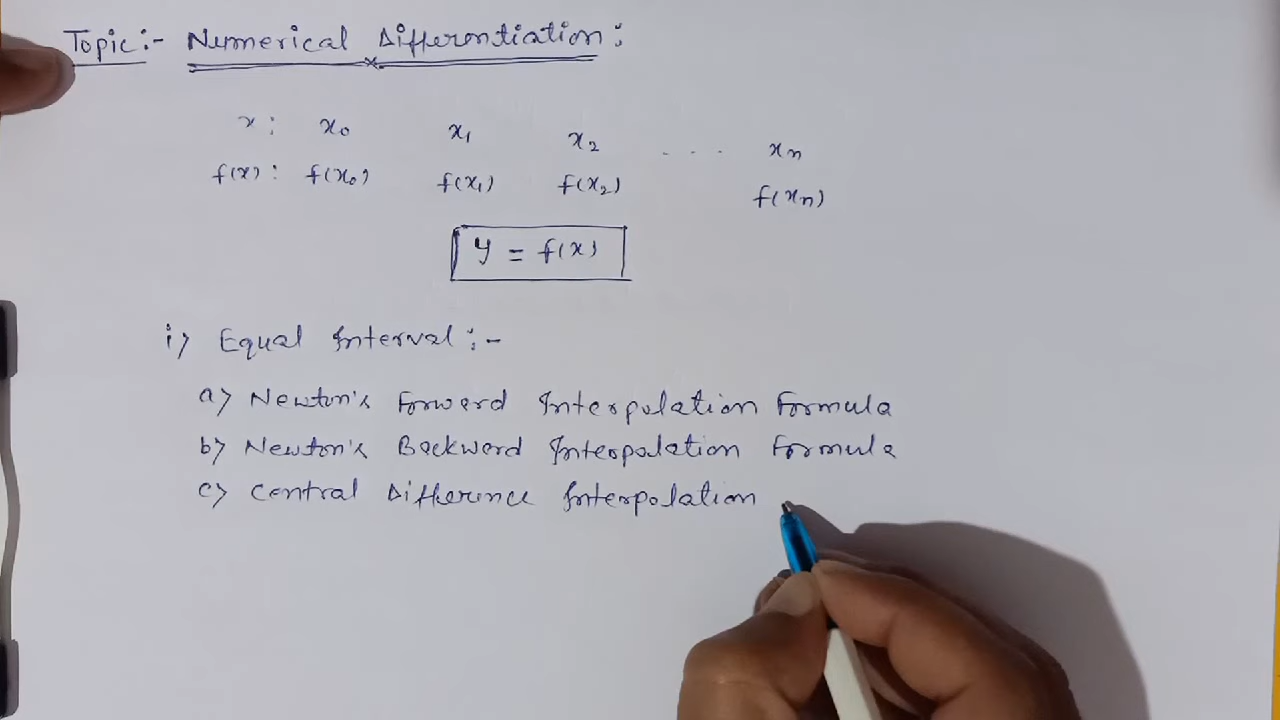 Topic:- Numerical Differentiation:
x: x₀ x₁ x₂ ... xₙ
f(x): f(x₀) f(x₁) f(x₂) f(xₙ)
y = f(x)
i) Equal Interval:-
a) Newton's Forward Interpolation Formula
b) Newton's Backward Interpolation Formula
c) Central Difference Interpolation